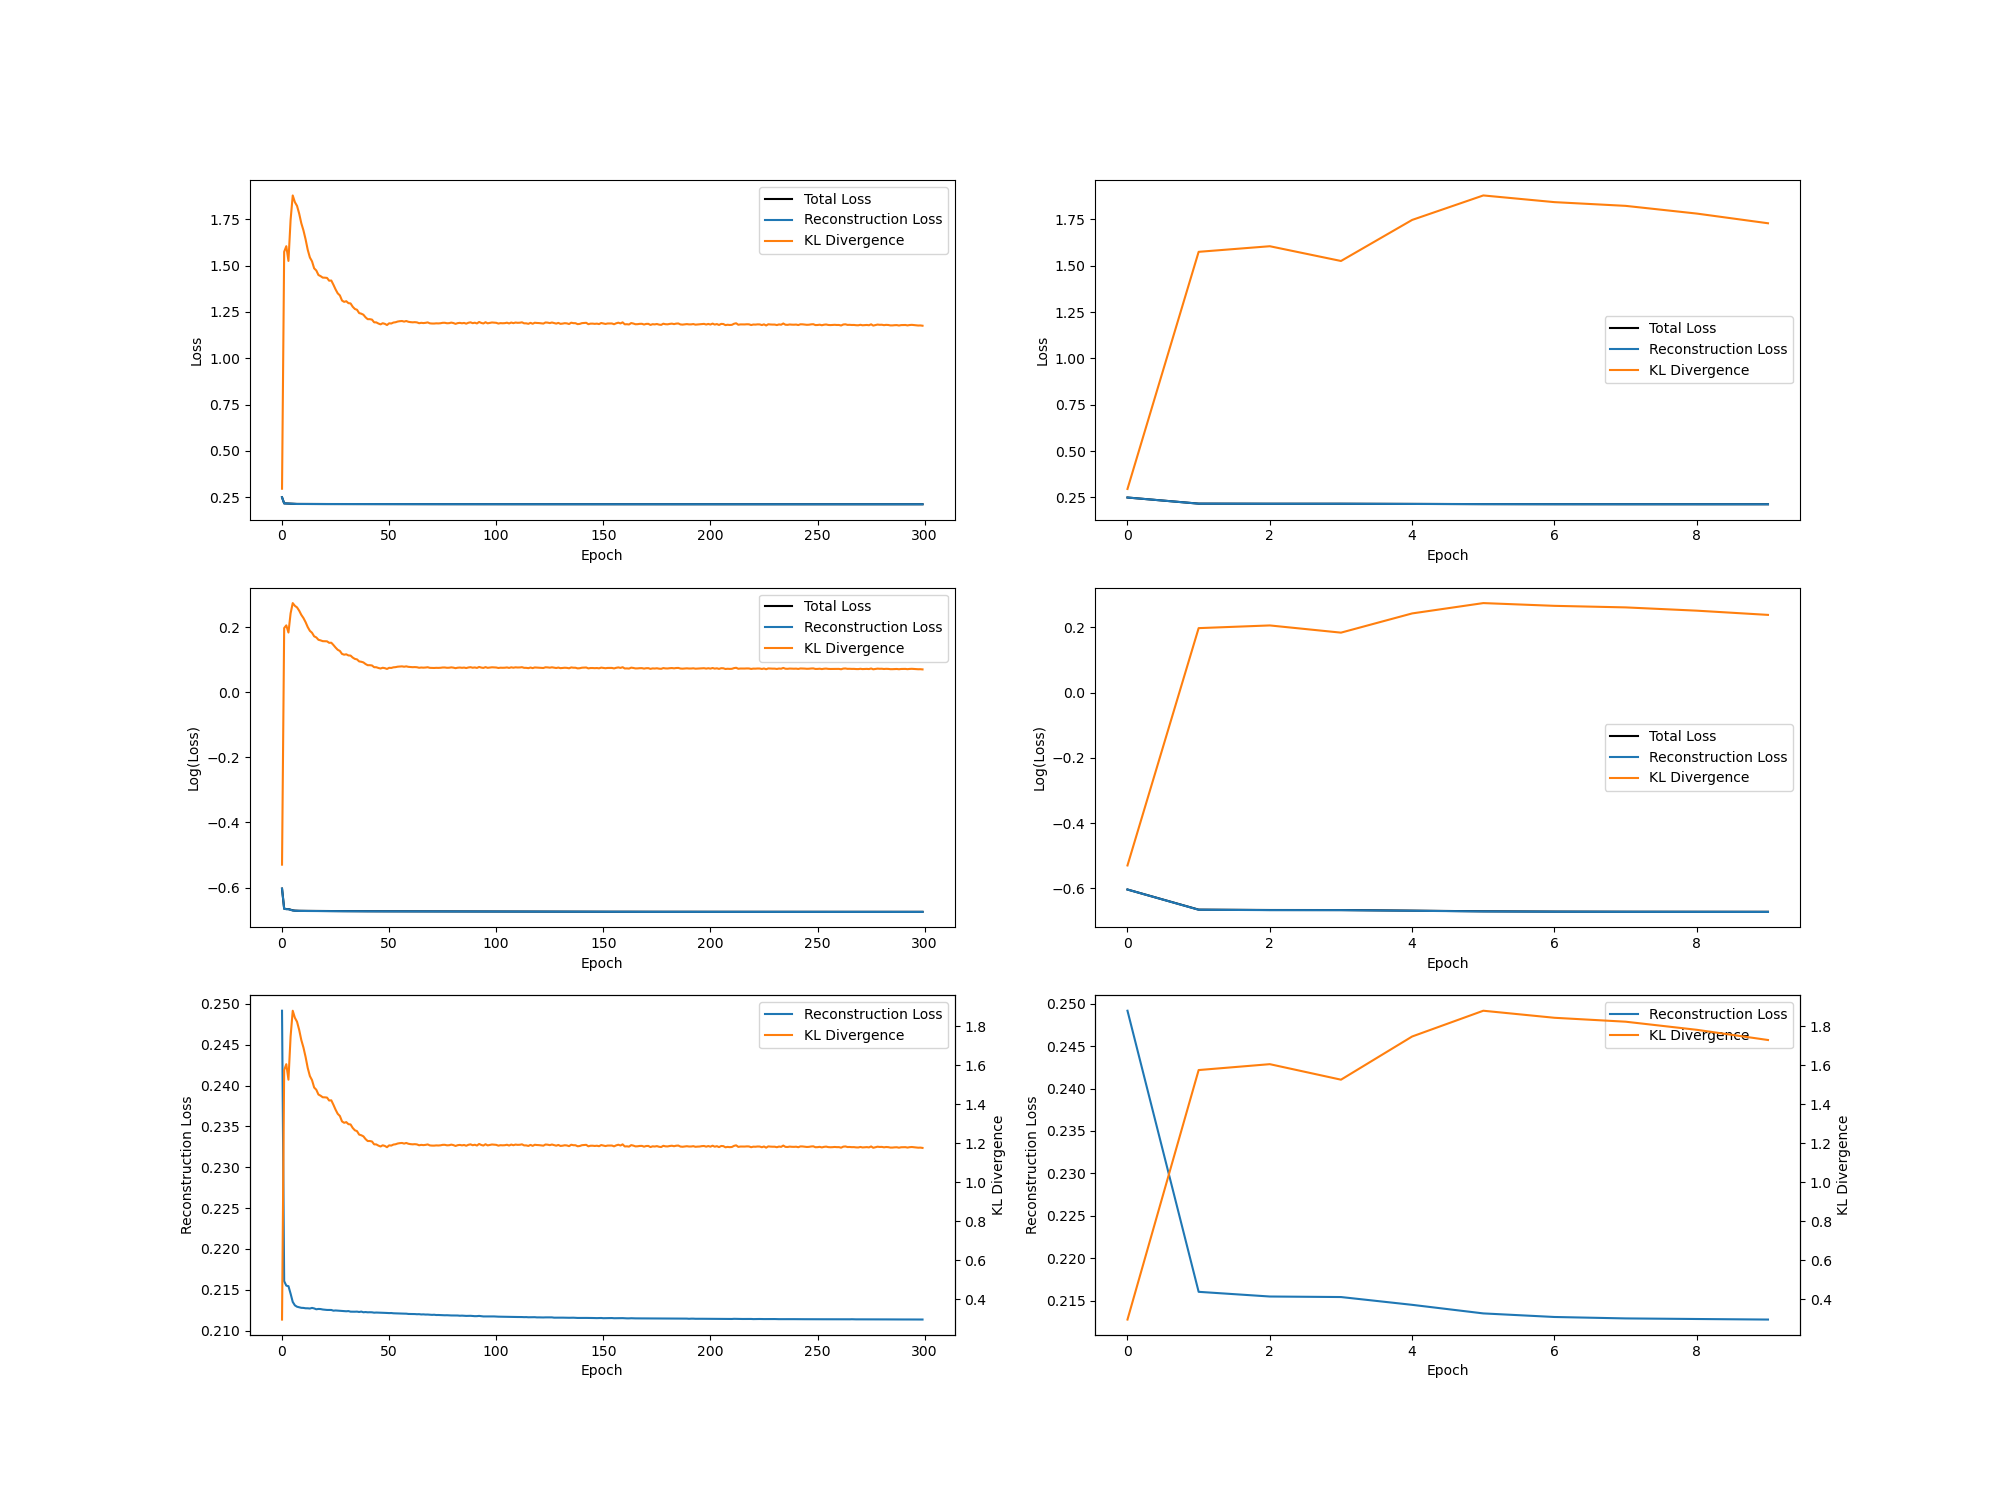 1.75
1.50
1.25
1.00
0.75
0.50
0.25
Loss
0 50 100 150 200 250 300
Epoch
Total Loss
Reconstruction Loss
KL Divergence
1.75
1.50
1.25
1.00
0.75
0.50
0.25
Loss
0 2 4 6 8
Epoch
Total Loss
Reconstruction Loss
KL Divergence
0.2
0.0
−0.2
−0.4
−0.6
Log(Loss)
0 50 100 150 200 250 300
Epoch
Total Loss
Reconstruction Loss
KL Divergence
0.2
0.0
−0.2
−0.4
−0.6
Log(Loss)
0 2 4 6 8
Epoch
Total Loss
Reconstruction Loss
KL Divergence
0.250
0.245
0.240
0.235
0.230
0.225
0.220
0.215
0.210
Reconstruction Loss
0 50 100 150 200 250 300
Epoch
Reconstruction Loss
KL Divergence
1.8
1.6
1.4
1.2
1.0
0.8
0.6
0.4
KL Divergence
0.250
0.245
0.240
0.235
0.230
0.225
0.220
0.215
Reconstruction Loss
0 2 4 6 8
Epoch
Reconstruction Loss
KL Divergence
1.8
1.6
1.4
1.2
1.0
0.8
0.6
0.4
KL Divergence